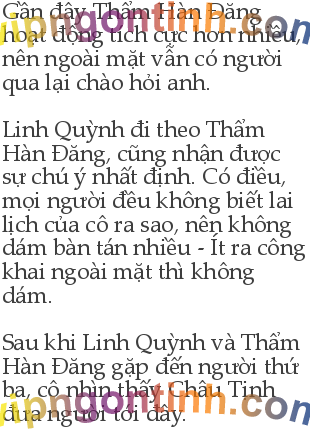 Gần đây Thẩm Hàn Đăng
hoạt động tích cực hơn nhiều,
nên ngoài mặt vẫn có người
qua lại chào hỏi anh.
Linh Quỳnh đi theo Thẩm
Hàn Đăng, cũng nhận được
sự chú ý nhất định. Có điều,
mọi người đều không biết lai
lịch của cô ra sao, nên không
dám bàn tán nhiều - Ít ra công
khai ngoài mặt thì không
dám.
Sau khi Linh Quỳnh và Thẩm
Hàn Đăng gặp đến người thứ
ba, cô nhìn thấy Châu Tịnh
đưa người tới đây.
vipngontinh.com
vipngontinh.com